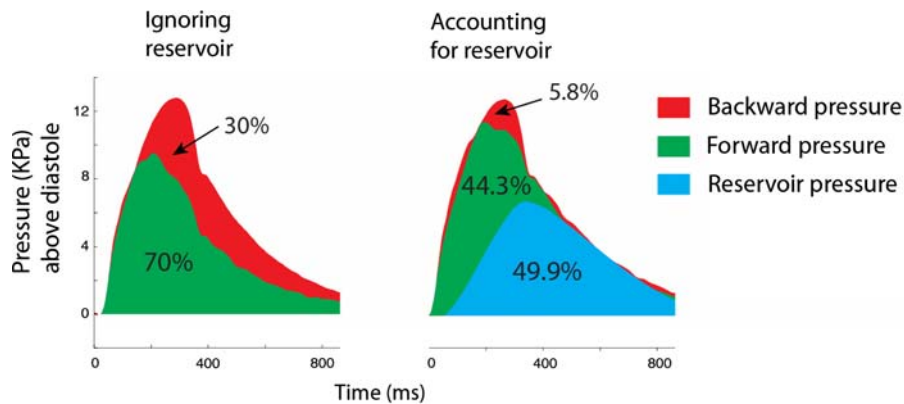 Ignoring
reservoir
Accounting
for reservoir
Pressure (KPa)
above diastole
12
8
4
0
30%
70%
0
400
800
5.8%
44.3%
49.9%
0
400
800
Time (ms)
Backward pressure
Forward pressure
Reservoir pressure